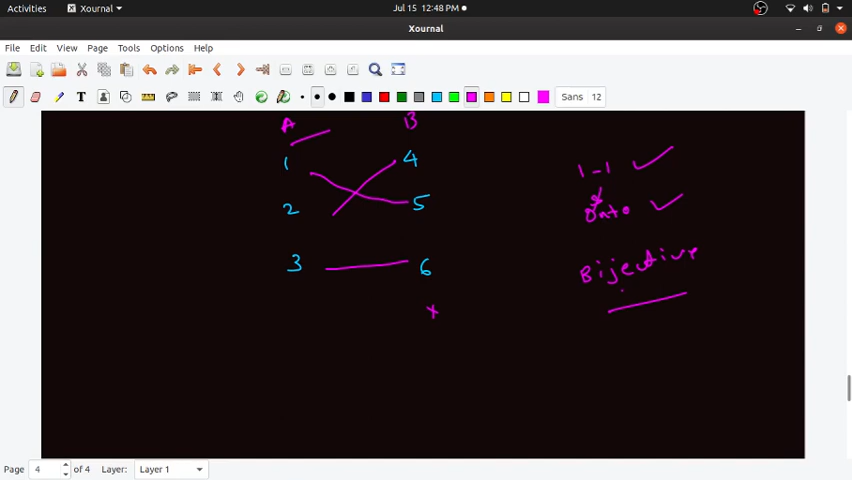 Activities Xournal Jul 15 12:48 PM
Xournal
File Edit View Page Tools Options Help
T Sans 12
A B
1 4
2 5
3 6
x
1-1
&
Onto
Bijective
Page 4 of 4 Layer: Layer 1